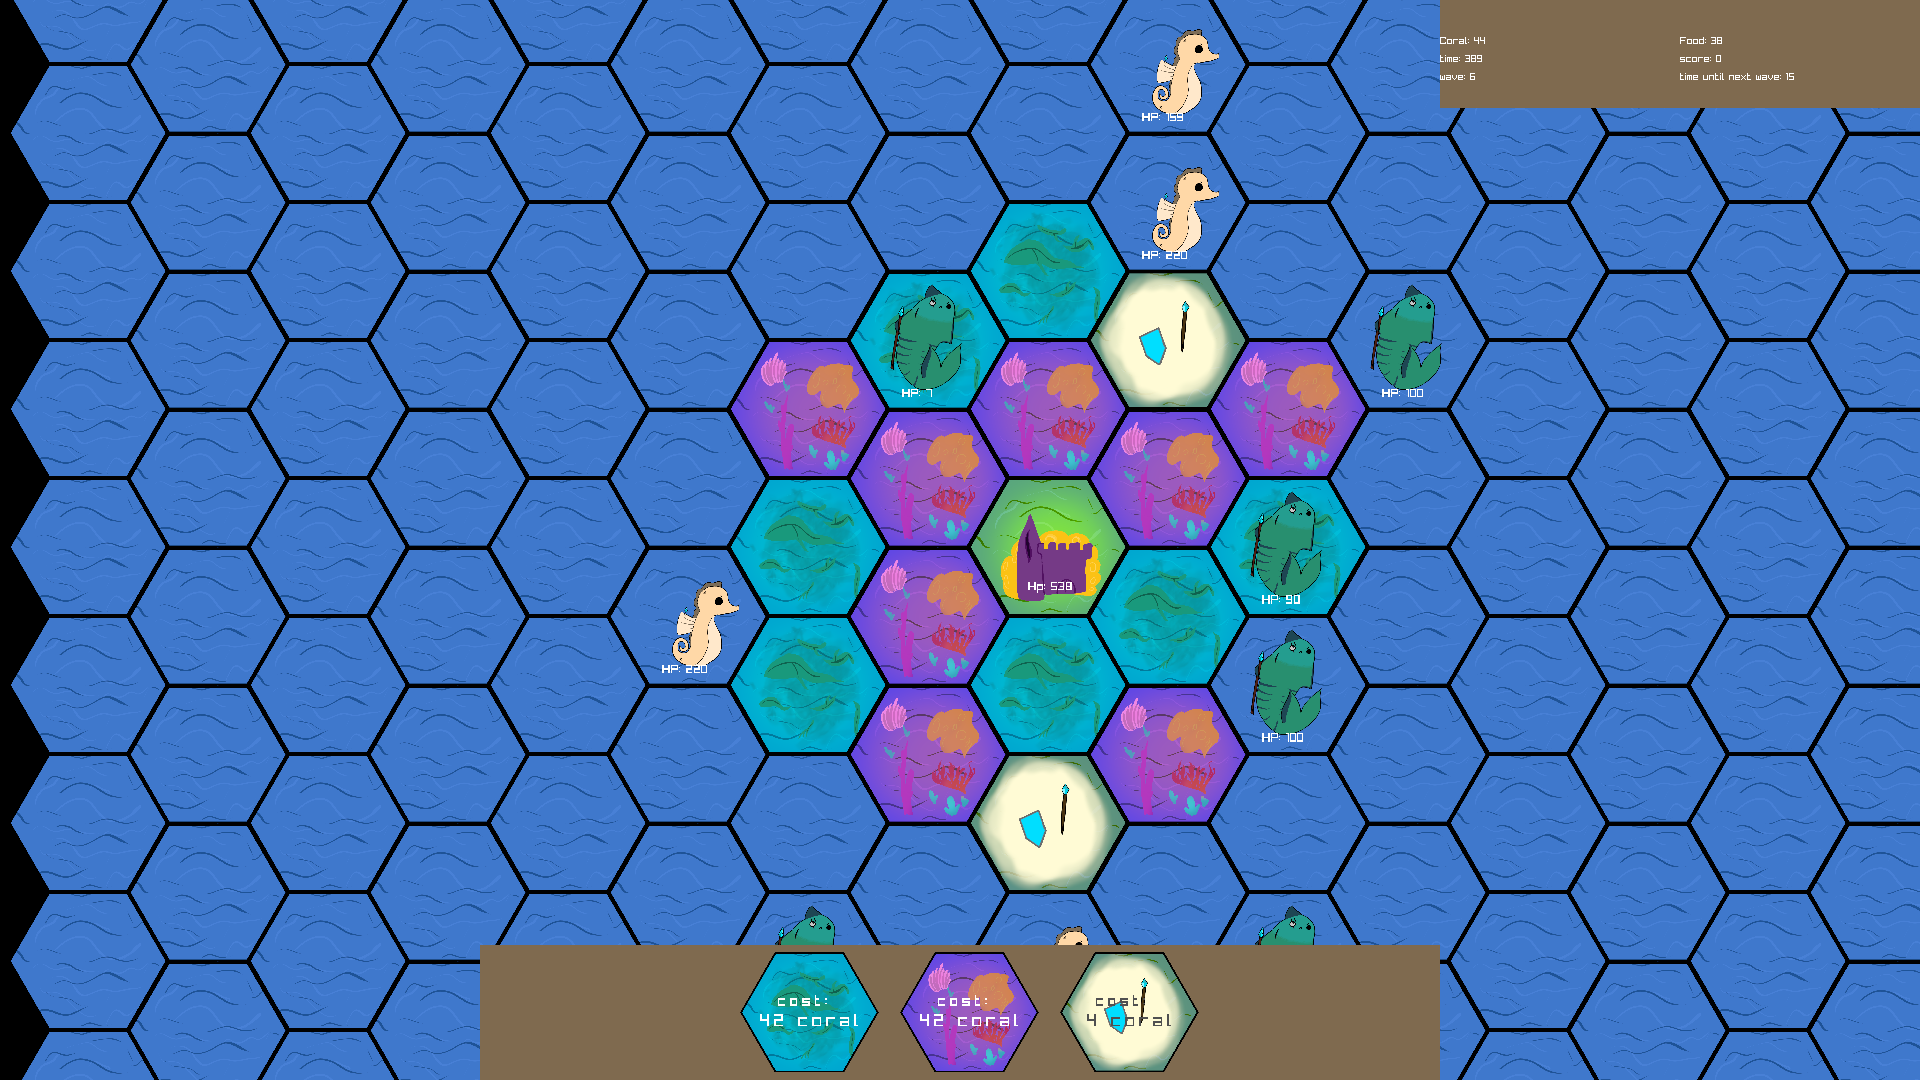 Coral: 44
Food: 38
time: 389
score: 0
wave: 6
time until next wave: 15
HP: 159
HP: 220
HP: 7
HP: 100
Hp: 538
HP: 90
HP: 220
HP: 100
cost:
42 coral
cost:
42 coral
cost:
4 coral